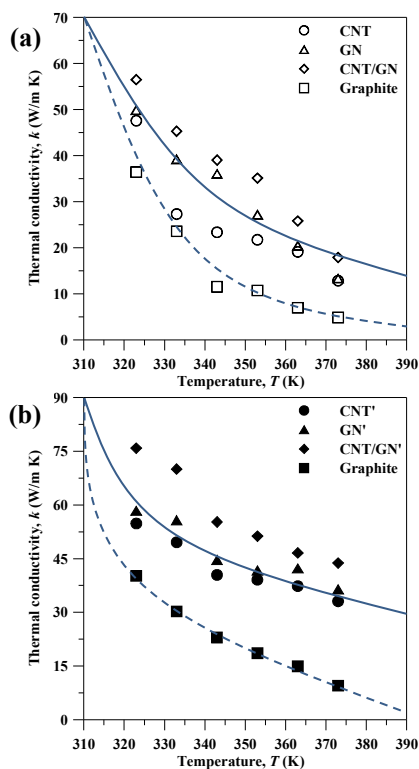 (a)
70
60
50
40
30
20
10
0
Thermal conductivity, k (W/m K)
CNT
GN
CNT/GN
Graphite
310 320 330 340 350 360 370 380 390
Temperature, T (K)
(b)
90
75
60
45
30
15
0
Thermal conductivity, k (W/m K)
CNT'
GN'
CNT/GN'
Graphite
310 320 330 340 350 360 370 380 390
Temperature, T (K)